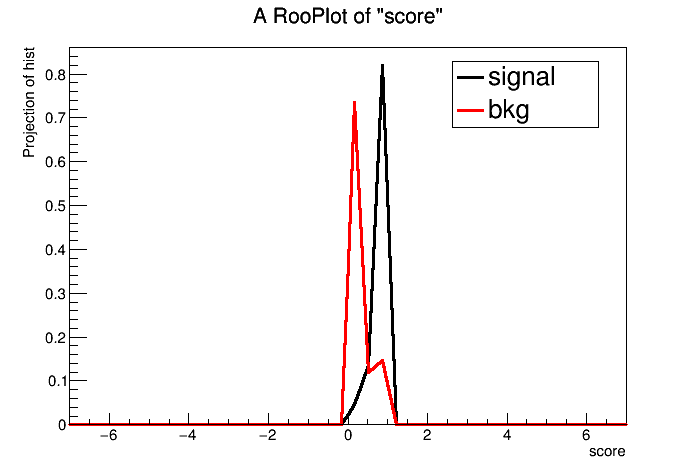 A RooPlot of "score"
Projection of hist
signal
bkg
0.8
0.7
0.6
0.5
0.4
0.3
0.2
0.1
0
−6 −4 −2 0 2 4 6
score